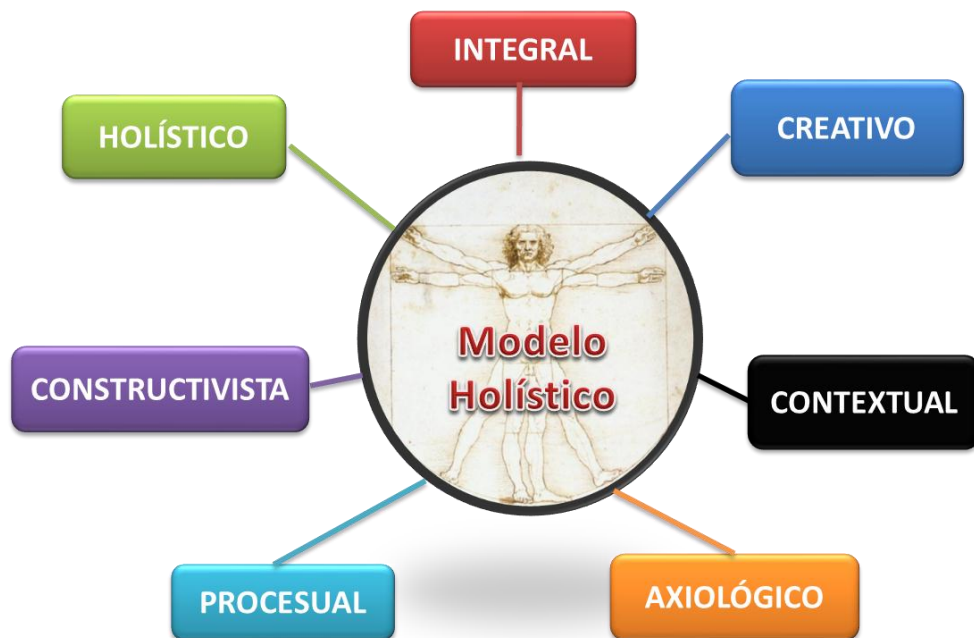 INTEGRAL
HOLÍSTICO
CREATIVO
Modelo
Holístico
CONSTRUCTIVISTA
CONTEXTUAL
PROCESUAL
AXIOLÓGICO